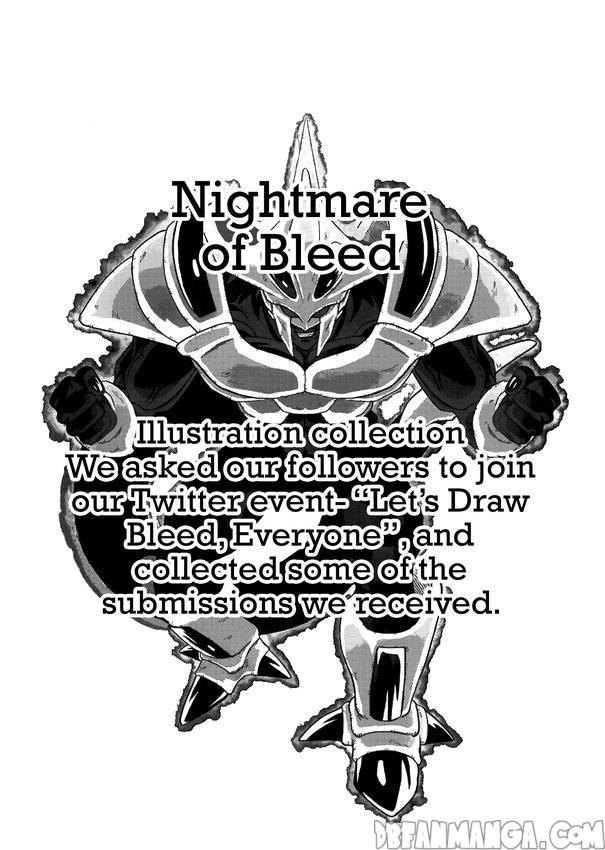 Nightmare
of Bleed
Illustration collection
We asked our followers to join
our Twitter event- “Let’s Draw
Bleed, Everyone”, and
collected some of the
submissions we received.
DBFANMANGA.COM